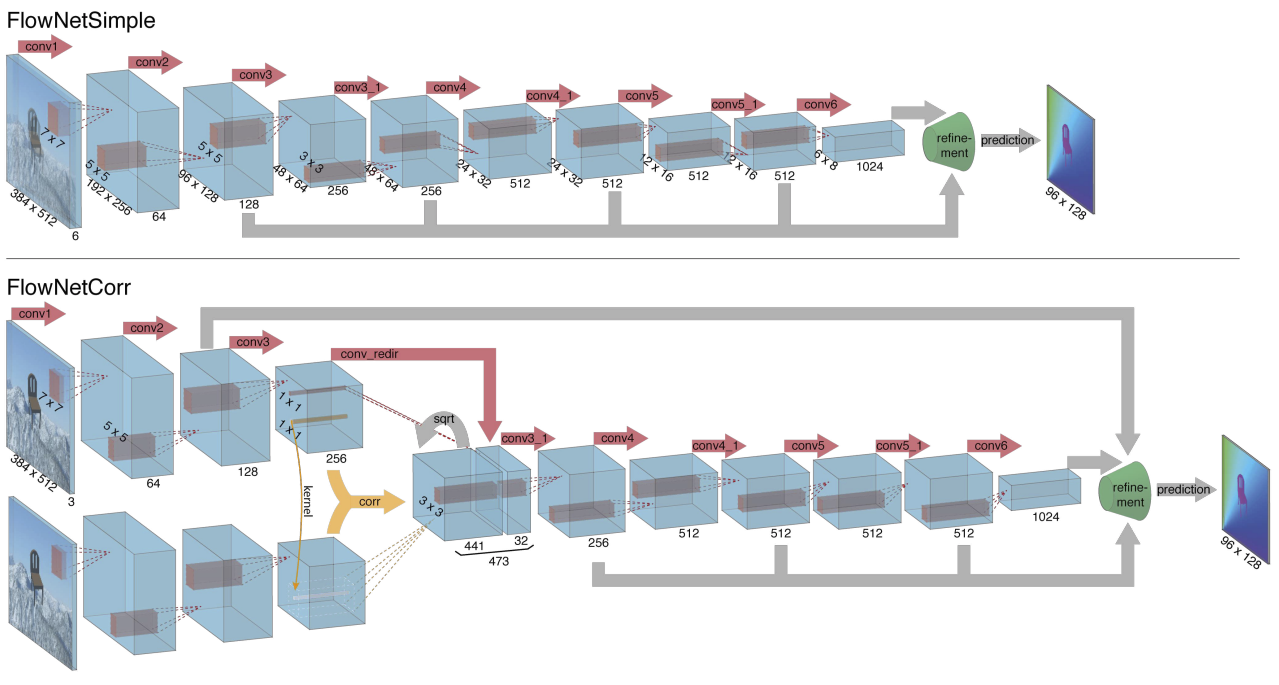 FlowNetSimple
conv1
conv2
conv3
conv3_1
conv4
conv4_1
conv5
conv5_1
conv6
7 x 7
5 x 5
5 x 5
3 x 3
384 x 512
192 x 256
96 x 128
48 x 64
48 x 64
24 x 32
24 x 32
12 x 16
12 x 16
6 x 8
6
64
128
256
256
512
512
512
512
1024
refine-
ment
prediction
96 x 128
FlowNetCorr
conv1
conv2
conv3
conv_redir
sqrt
conv3_1
conv4
conv4_1
conv5
conv5_1
conv6
7 x 7
5 x 5
1 x 1
1 x 1
384 x 512
3
64
128
256
kernel
corr
3 x 3
441
32
473
256
512
512
512
512
1024
refine-
ment
prediction
96 x 128